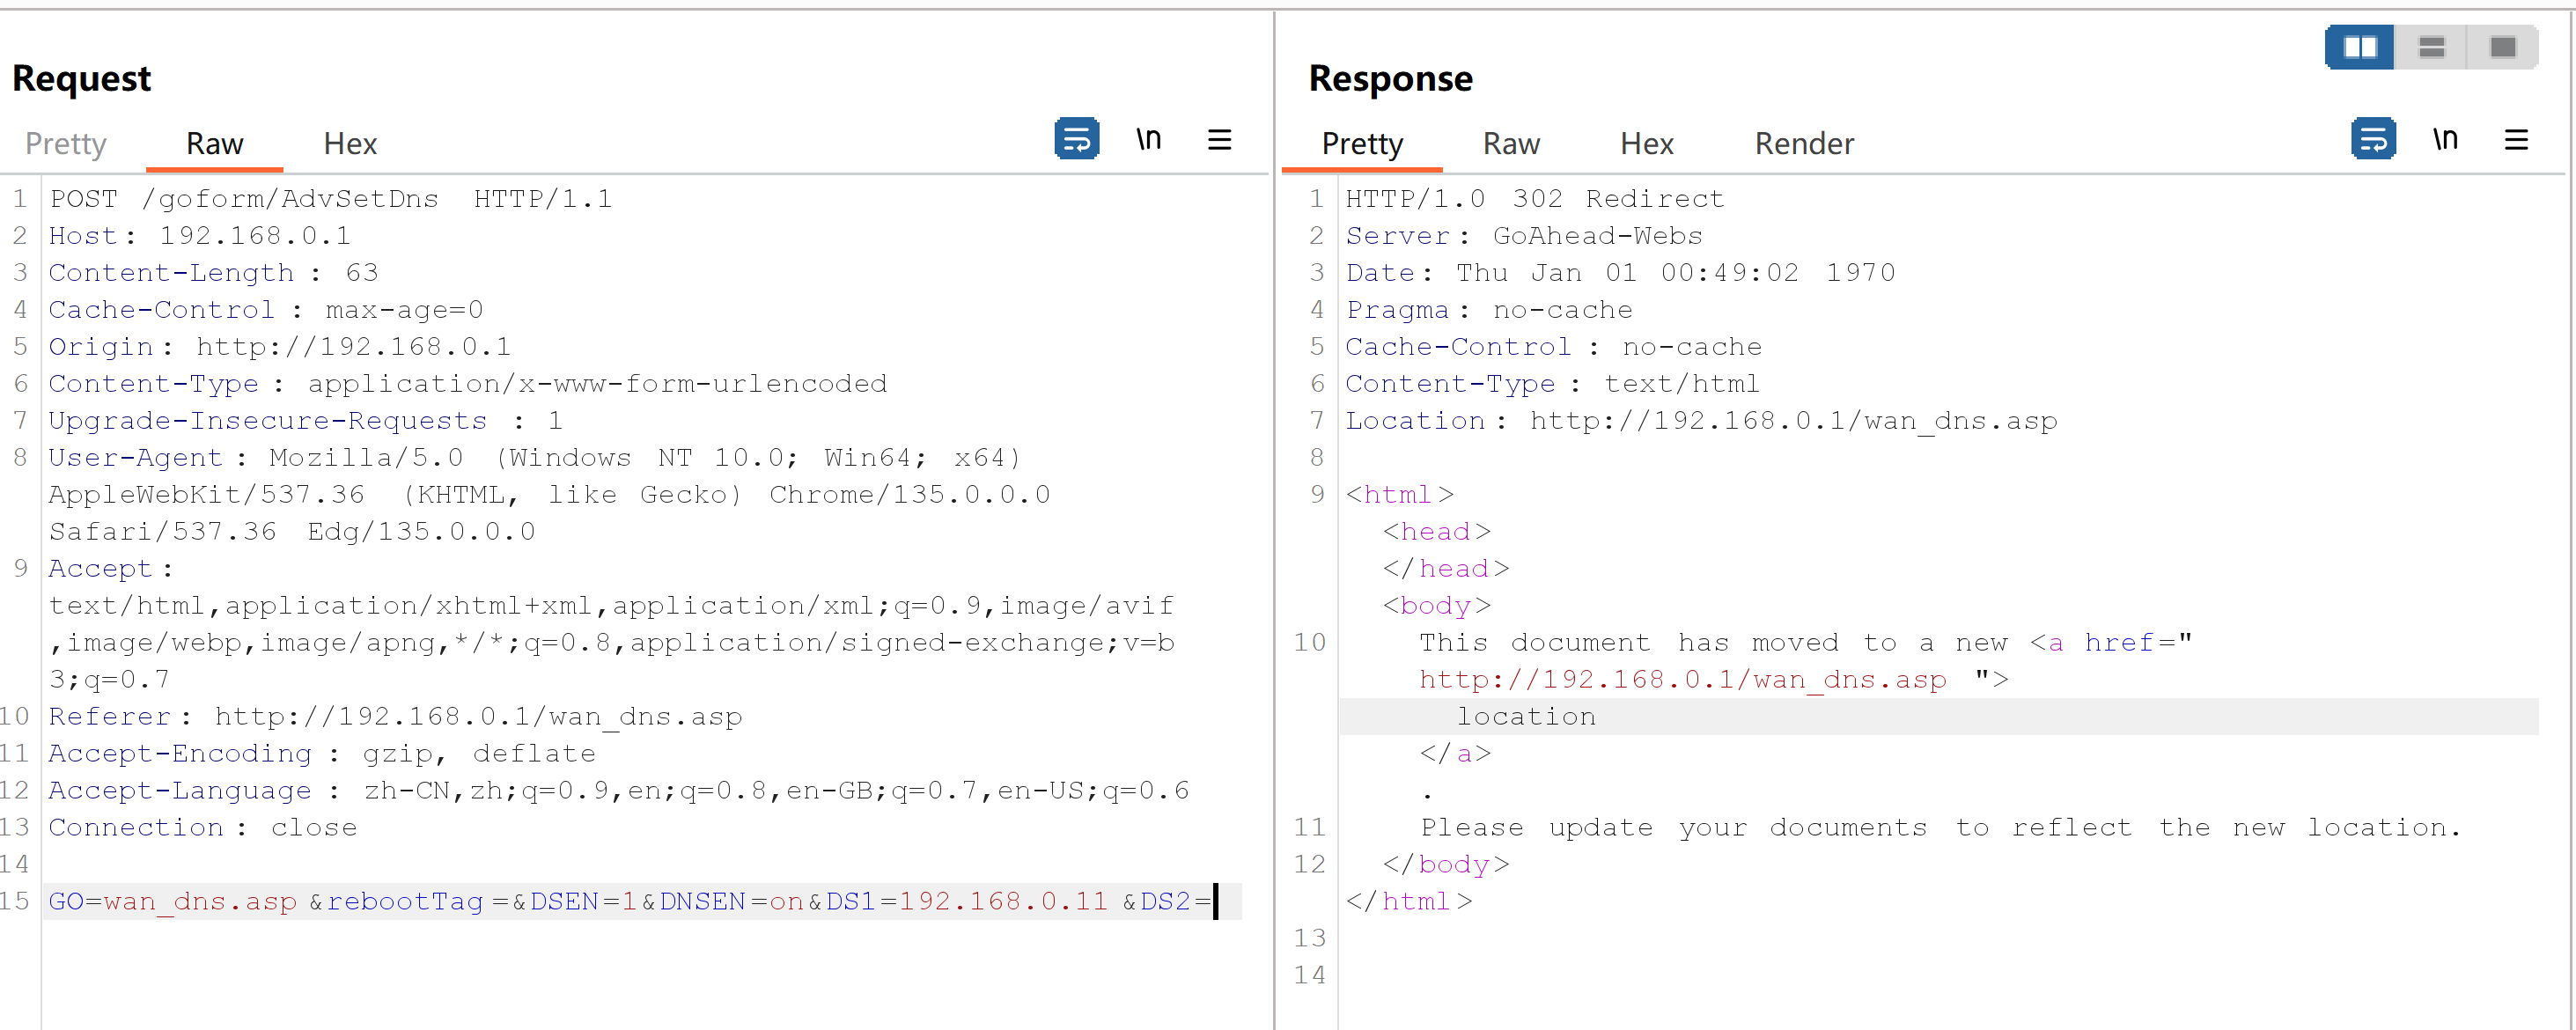 Request
Pretty Raw Hex \n
1 POST /goform/AdvSetDns HTTP/1.1
2 Host: 192.168.0.1
3 Content-Length: 63
4 Cache-Control: max-age=0
5 Origin: http://192.168.0.1
6 Content-Type: application/x-www-form-urlencoded
7 Upgrade-Insecure-Requests: 1
8 User-Agent: Mozilla/5.0 (Windows NT 10.0; Win64; x64)
AppleWebKit/537.36 (KHTML, like Gecko) Chrome/135.0.0.0
Safari/537.36 Edg/135.0.0.0
9 Accept:
text/html,application/xhtml+xml,application/xml;q=0.9,image/avif
,image/webp,image/apng,*/*;q=0.8,application/signed-exchange;v=b
3;q=0.7
10 Referer: http://192.168.0.1/wan_dns.asp
11 Accept-Encoding: gzip, deflate
12 Accept-Language: zh-CN,zh;q=0.9,en;q=0.8,en-GB;q=0.7,en-US;q=0.6
13 Connection: close
14
15 GO=wan_dns.asp&rebootTag=&DSEN=1&DNSEN=on&DS1=192.168.0.11&DS2=
Response
Pretty Raw Hex Render \n
1 HTTP/1.0 302 Redirect
2 Server: GoAhead-Webs
3 Date: Thu Jan 01 00:49:02 1970
4 Pragma: no-cache
5 Cache-Control: no-cache
6 Content-Type: text/html
7 Location: http://192.168.0.1/wan_dns.asp
8
9 <html>
<head>
</head>
<body>
10 This document has moved to a new <a href="
http://192.168.0.1/wan_dns.asp">
location
</a>
.
11 Please update your documents to reflect the new location.
12 </body>
</html>
13
14